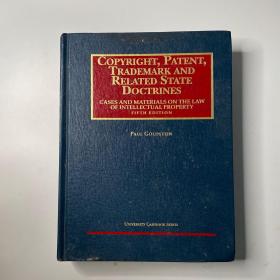 COPYRIGHT, PATENT,
TRADEMARK AND
RELATED STATE
DOCTRINES
CASES AND MATERIALS ON THE LAW
OF INTELLECTUAL PROPERTY
FIFTH EDITION
PAUL GOLDSTEIN
UNIVERSITY CASEBOOK SERIES